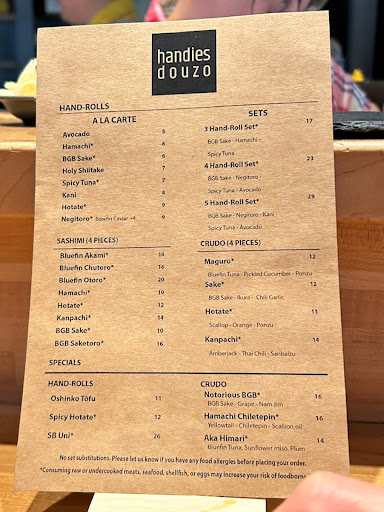 handies
douzo
HAND-ROLLS
A LA CARTE
Avocado 5
Hamachi* 6
BGB Sake* 6
Holy Shiitake 7
Spicy Tuna* 7
Kani 8
Hotate* 9
Negitoro* Bowfin Caviar +4 9
SETS
3 Hand-Roll Set* 17
BGB Sake - Hamachi -
Spicy Tuna
4 Hand-Roll Set* 23
BGB Sake - Negitoro
Spicy Tuna - Avocado
5 Hand-Roll Set* 29
BGB Sake - Negitoro - Kani
Spicy Tuna - Avocado
SASHIMI (4 PIECES)
Bluefin Akami* 10
Bluefin Chutoro* 16
Bluefin Otoro* 20
Hamachi* 10
Hotate* 12
Kanpachi* 14
BGB Sake* 10
BGB Saketoro* 16
CRUDO (4 PIECES)
Maguro* 12
Bluefin Tuna - Pickled Cucumber - Ponzu
Sake* 12
BGB Sake - Ikura - Chili Garlic
Hotate* 13
Scallop - Orange - Ponzu
Kanpachi* 14
Amberjack - Thai Chili - Sanbaizu
SPECIALS
HAND-ROLLS
Oshinko Tōfu 11
Spicy Hotate* 12
SB Uni* 26
CRUDO
Notorious BGB* 16
BGB Sake - Grape - Nam Jim
Hamachi Chiletepin* 16
Yellowtail - Chiletepin - Scallion oil
Aka Himari* 14
Bluefin Tuna, Sunflower miso, Plum
No set substitutions. Please let us know if you have any food allergies before placing your order.
*Consuming raw or undercooked meats, seafood, shellfish, or eggs may increase your risk of foodborne